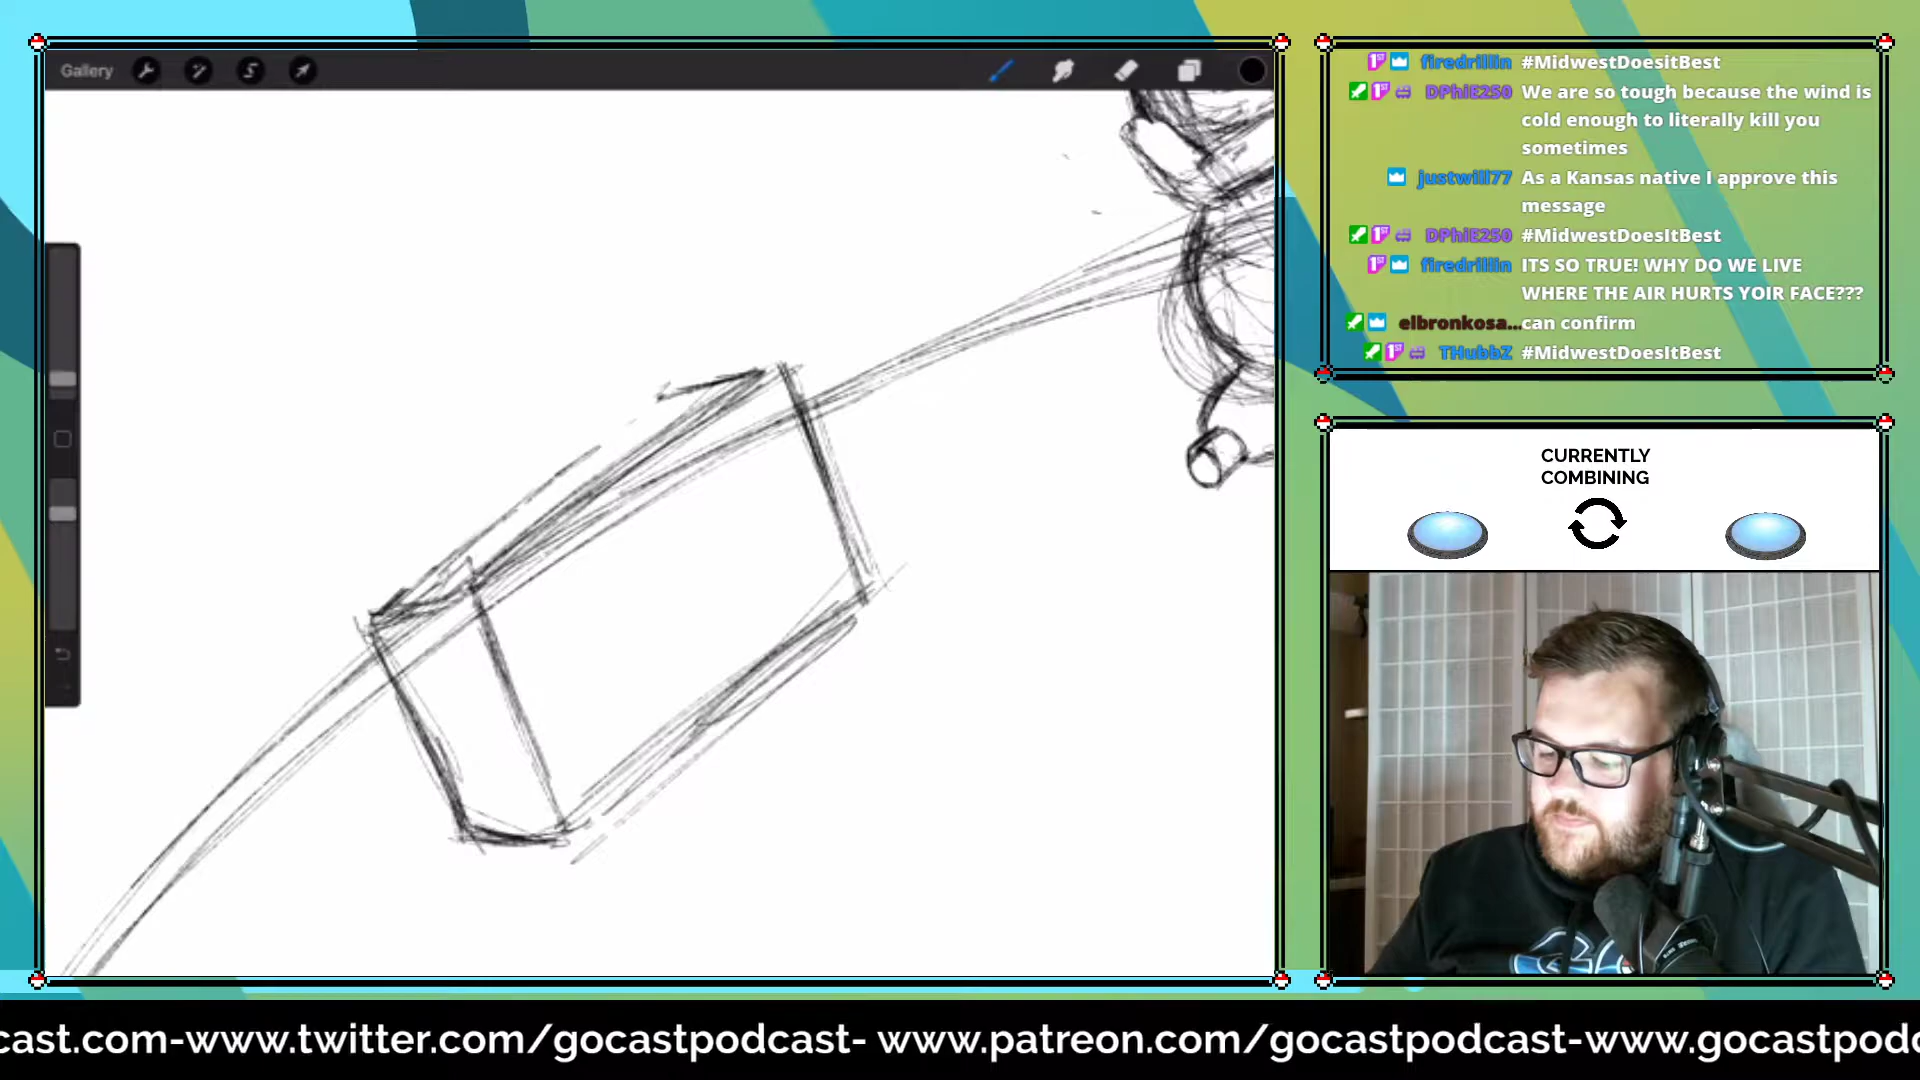 Gallery
firedrillin #MidwestDoesitBest
DPhiE250 We are so tough because the wind is
cold enough to literally kill you
sometimes
justwill77 As a Kansas native I approve this
message
DPhiE250 #MidwestDoesItBest
firedrillin ITS SO TRUE! WHY DO WE LIVE
WHERE THE AIR HURTS YOIR FACE???
elbronkosa... can confirm
THubbZ #MidwestDoesItBest
CURRENTLY
COMBINING
cast.com-www.twitter.com/gocastpodcast- www.patreon.com/gocastpodcast-www.gocastpodc